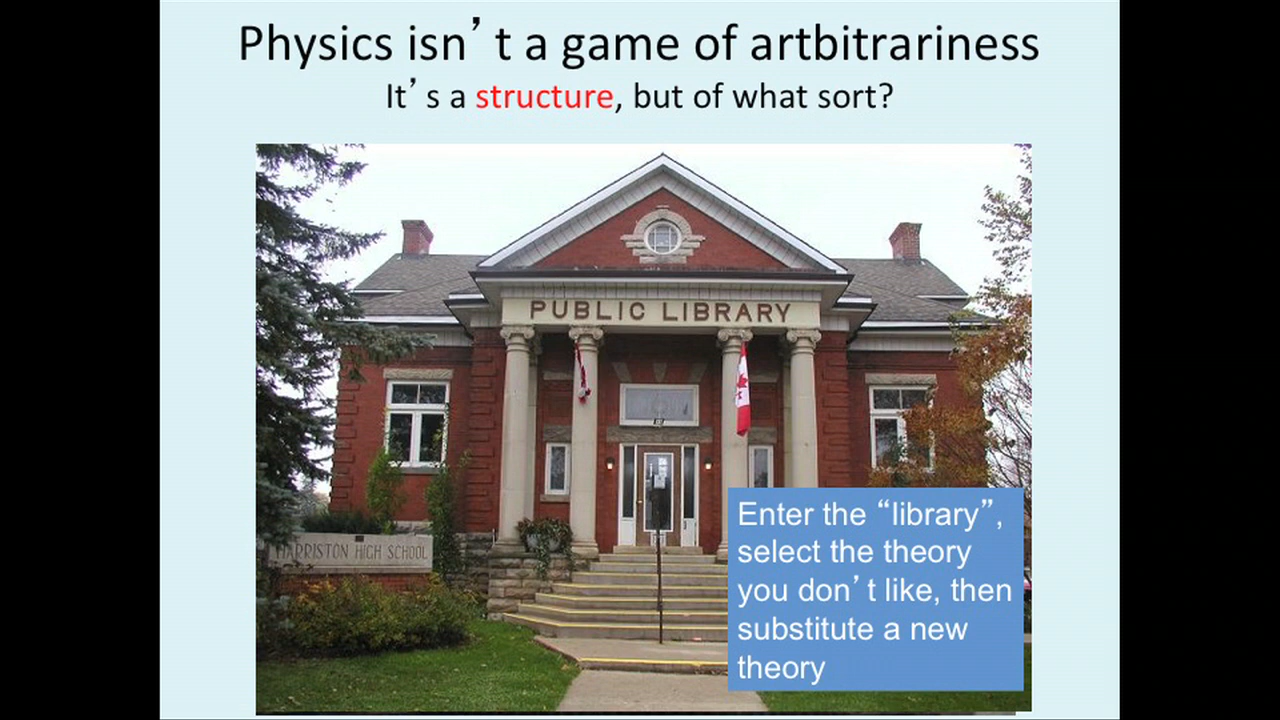 Physics isn’t a game of artbitrariness
It’s a structure, but of what sort?
PUBLIC LIBRARY
HARRISTON HIGH SCHOOL
Enter the “library”,
select the theory
you don’t like, then
substitute a new
theory